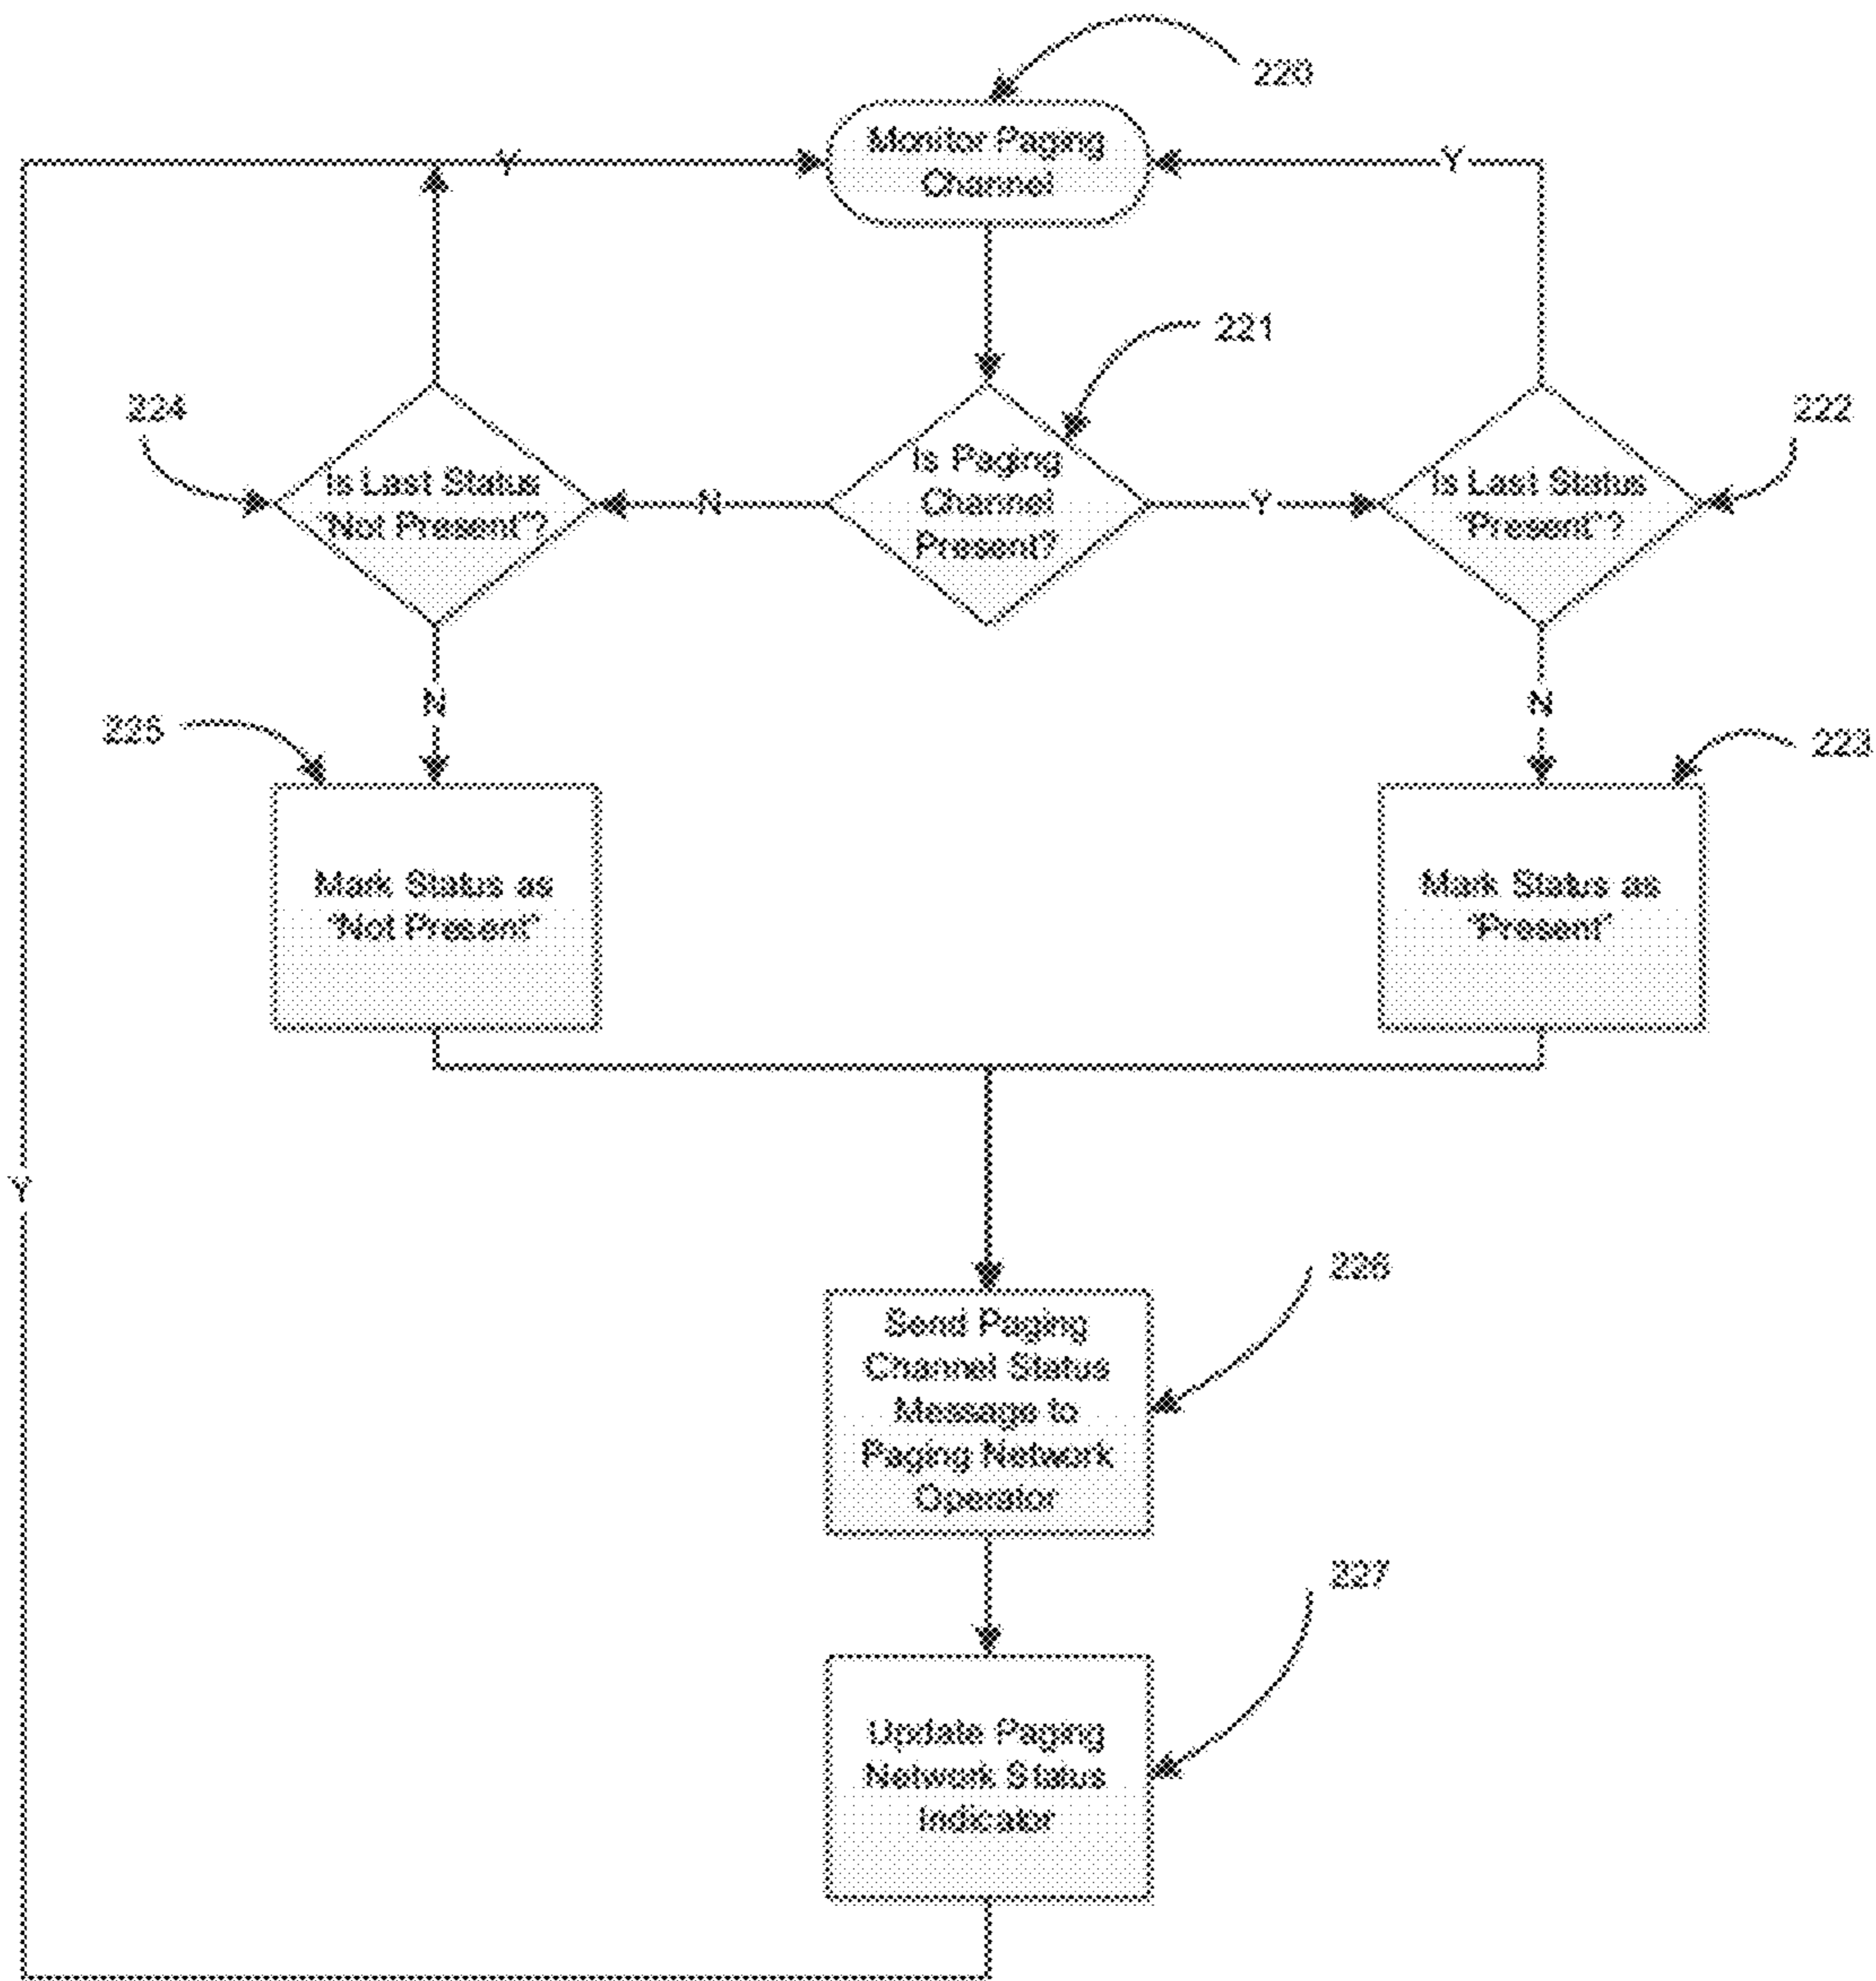 220
Monitor Paging
Channel
Y
Y
221
224
222
Is Last Status
"Not Present"?
N
Is Paging
Channel
Present?
Y
Is Last Status
"Present" ?
N
N
225
223
Mark Status as
"Not Present"
Mark Status as
"Present"
Y
226
Send Paging
Channel Status
Message to
Paging Network
Operator
227
Update Paging
Network Status
Indicator